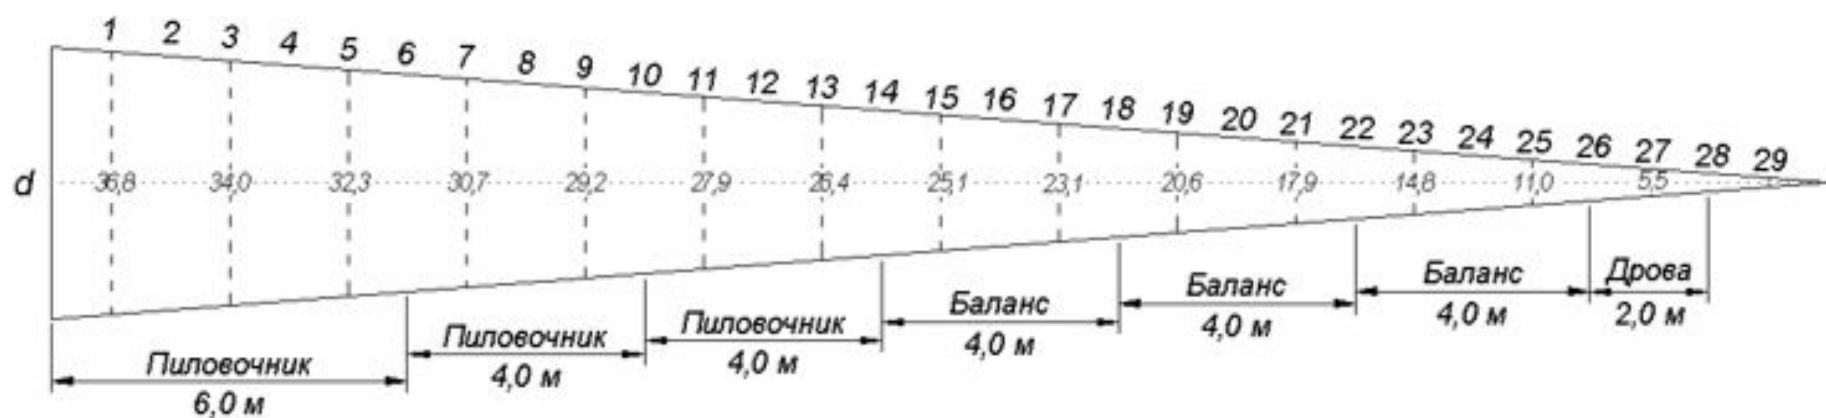 1 2 3 4 5 6 7 8 9 10 11 12 13 14 15 16 17 18 19 20 21 22 23 24 25 26 27 28 29
d 36,8 34,0 32,3 30,7 29,2 27,9 26,4 25,1 23,1 20,6 17,9 14,8 11,0 5,5
Пиловочник
6,0 м
Пиловочник
4,0 м
Пиловочник
4,0 м
Баланс
4,0 м
Баланс
4,0 м
Баланс
4,0 м
Дрова
2,0 м